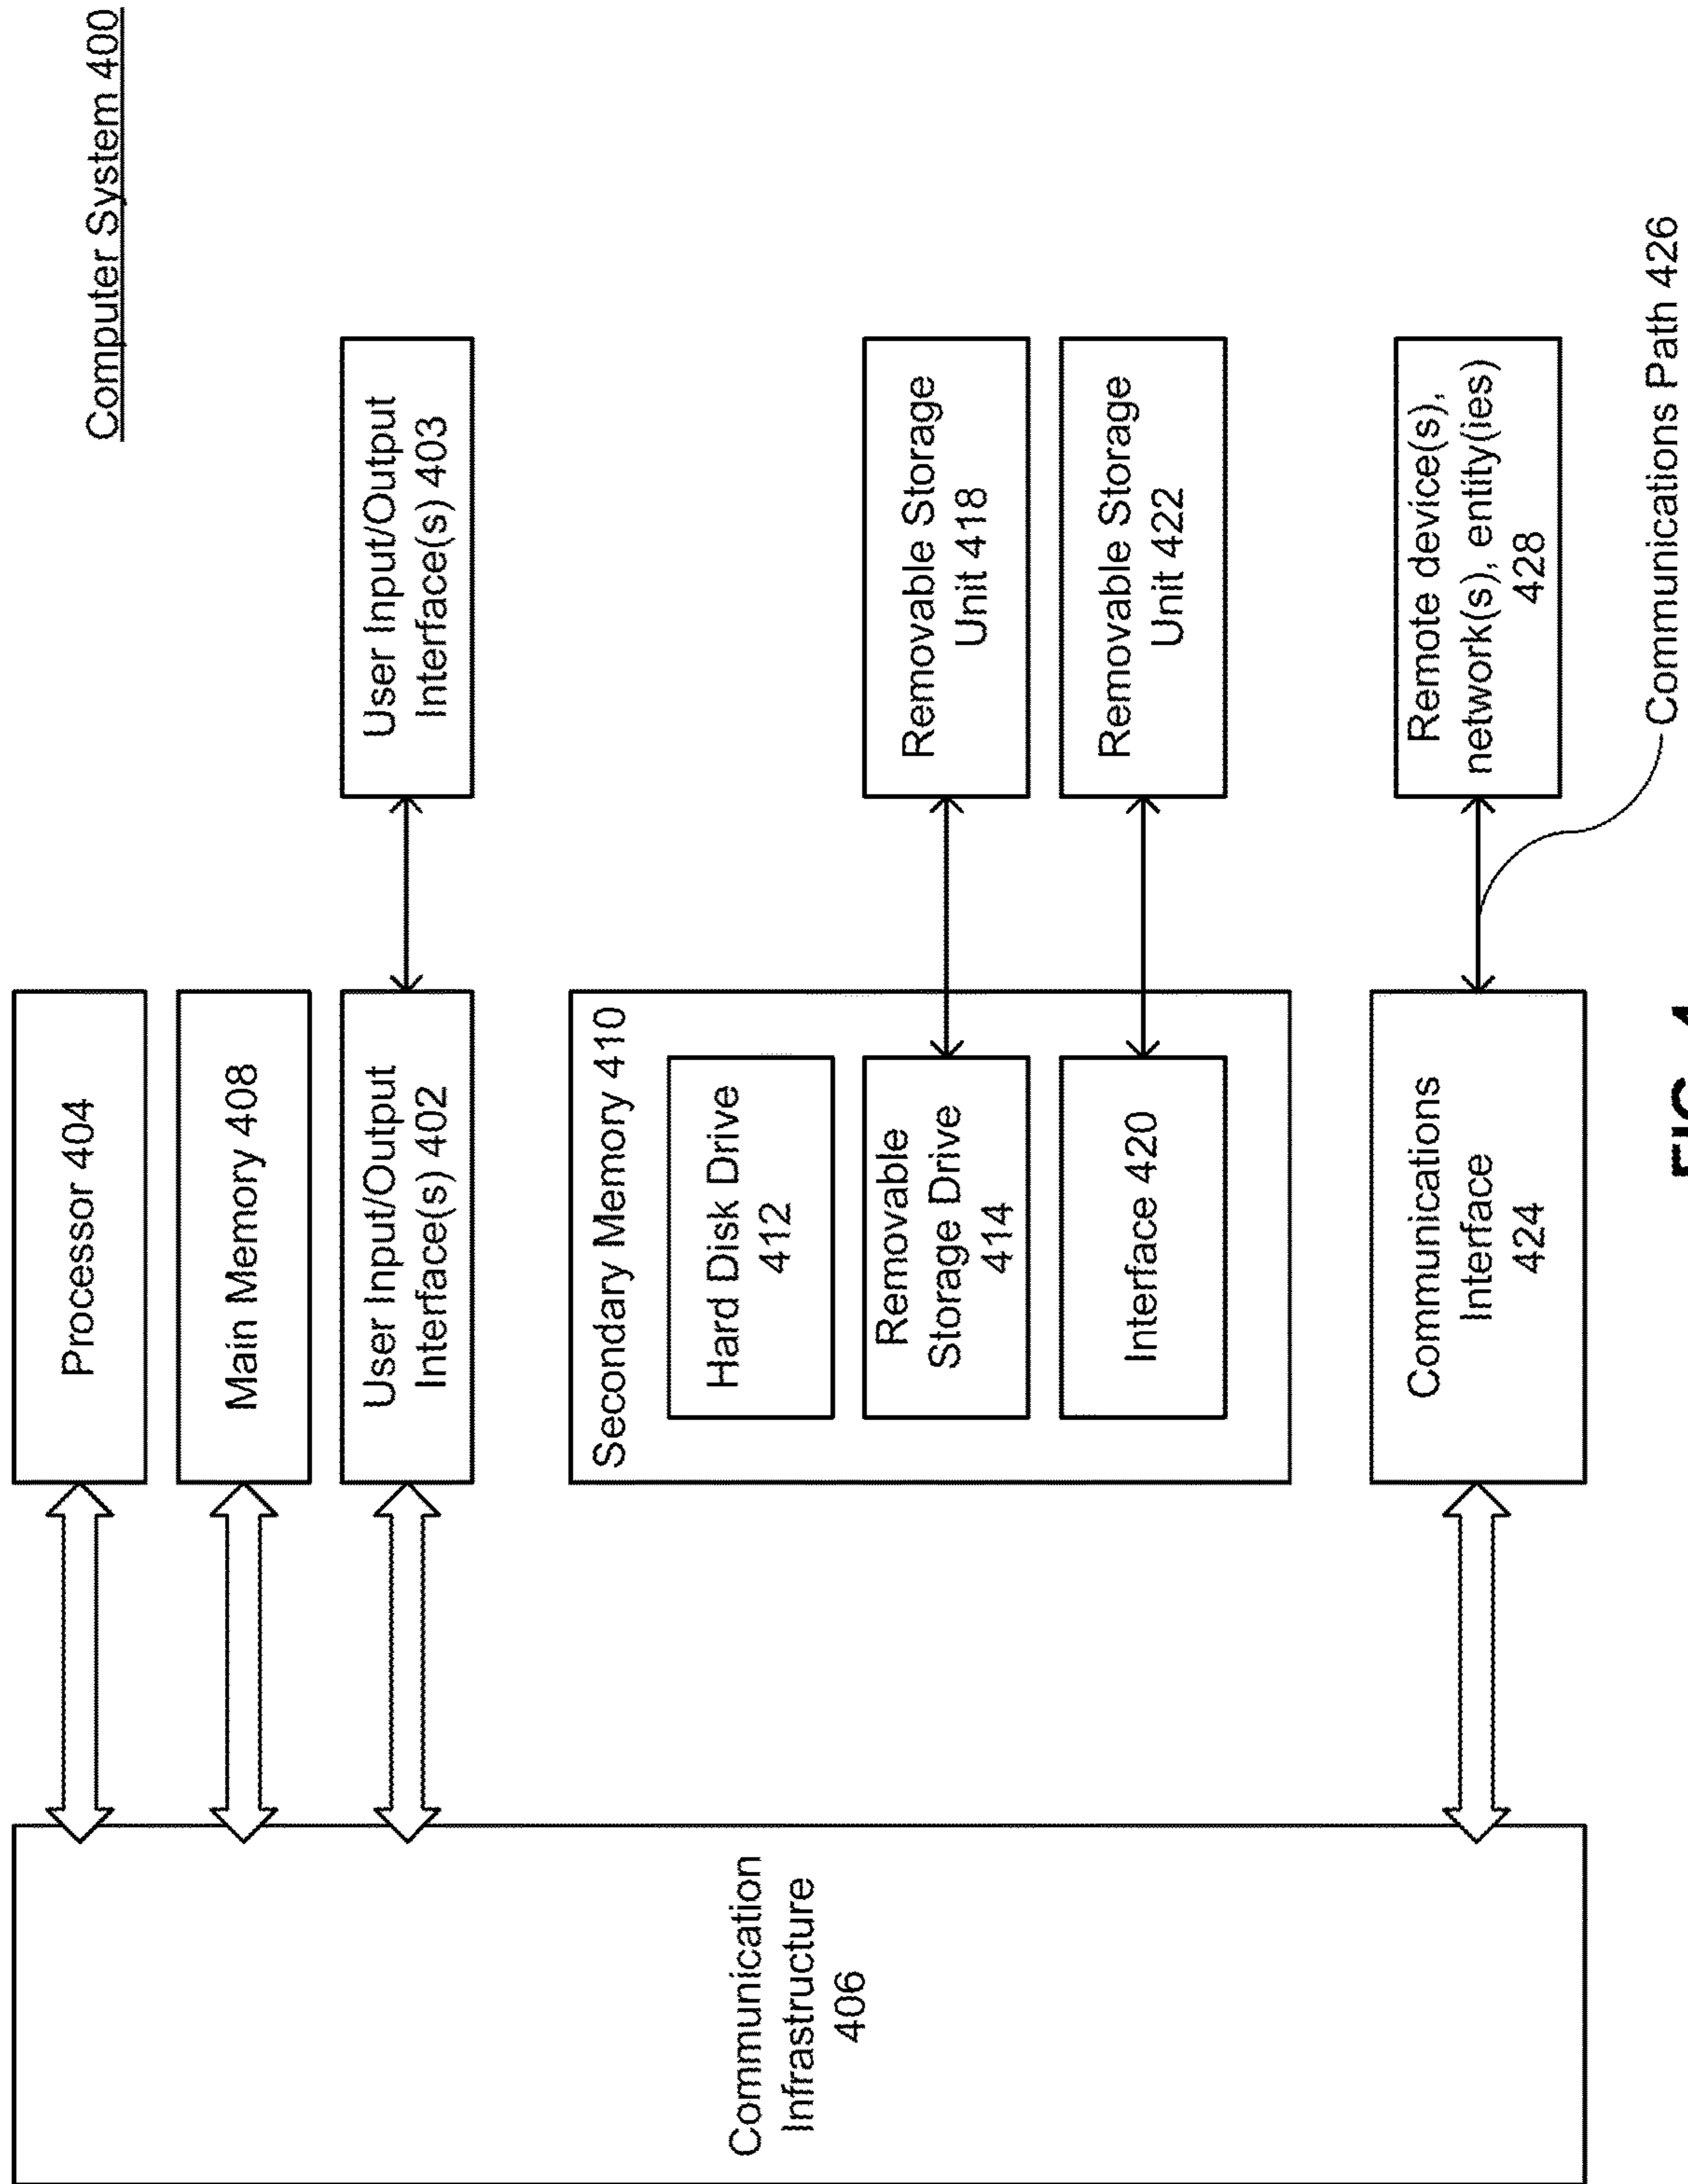 Computer System 400
Processor 404
Main Memory 408
User Input/Output
Interface(s) 402
User Input/Output
Interface(s) 403
Communication
Infrastructure
406
Secondary Memory 410
Hard Disk Drive
412
Removable
Storage Drive
414
Removable Storage
Unit 418
Interface 420
Removable Storage
Unit 422
Communications
Interface
424
Remote device(s),
network(s), entity(ies)
428
Communications Path 426